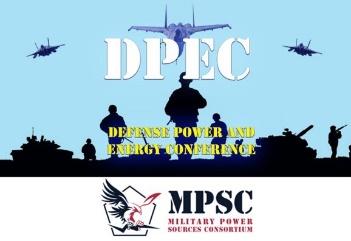 DPEC
DEFENSE POWER AND
ENERGY CONFERENCE
MPSC
MILITARY POWER
SOURCES CONSORTIUM